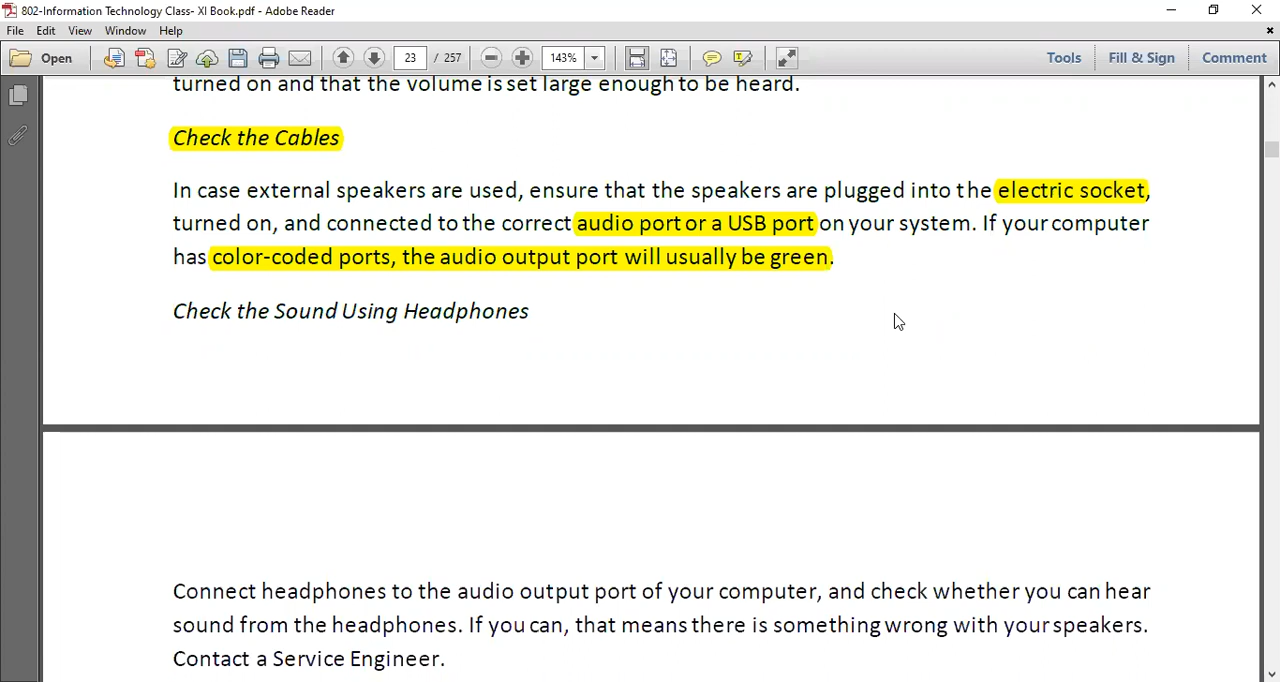 802-Information Technology Class- XI Book.pdf - Adobe Reader
File Edit View Window Help
Open 23 / 257 143% Tools Fill & Sign Comment
turned on and that the volume is set large enough to be heard.
Check the Cables
In case external speakers are used, ensure that the speakers are plugged into the electric socket,
turned on, and connected to the correct audio port or a USB port on your system. If your computer
has color-coded ports, the audio output port will usually be green.
Check the Sound Using Headphones
Connect headphones to the audio output port of your computer, and check whether you can hear
sound from the headphones. If you can, that means there is something wrong with your speakers.
Contact a Service Engineer.